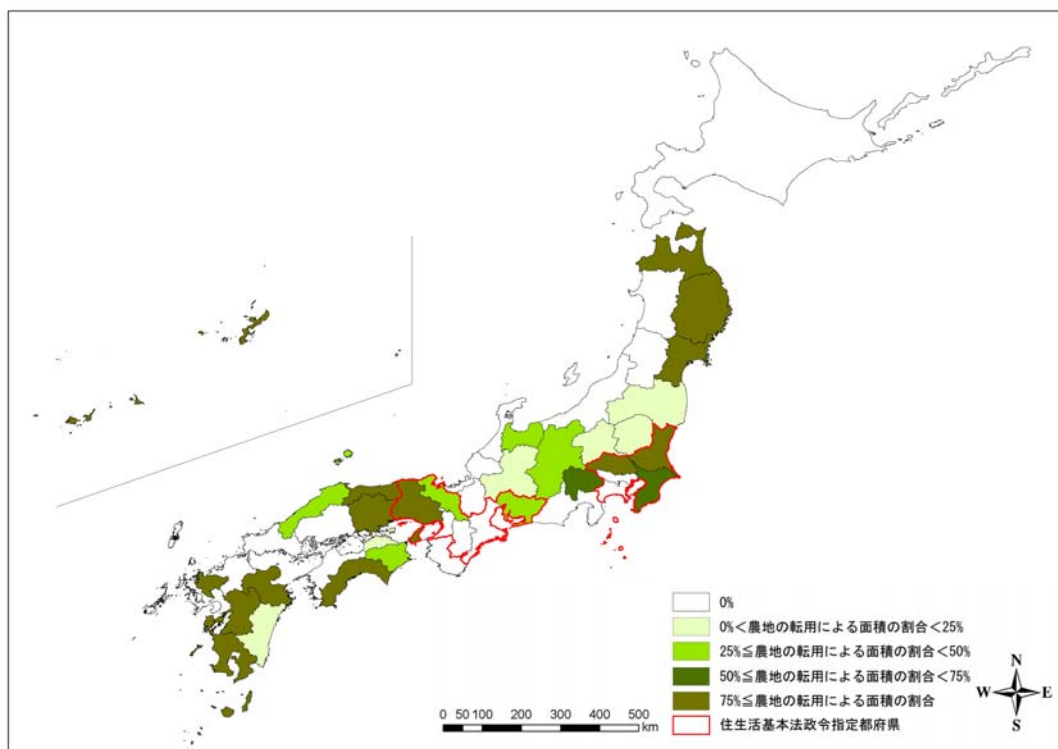 0%
0%<農地の転用による面積の割合<25%
25%≦農地の転用による面積の割合<50%
50%≦農地の転用による面積の割合<75%
75%≦農地の転用による面積の割合
住生活基本法政令指定都府県
0 50 100 200 300 400 500
km
N
W E
S